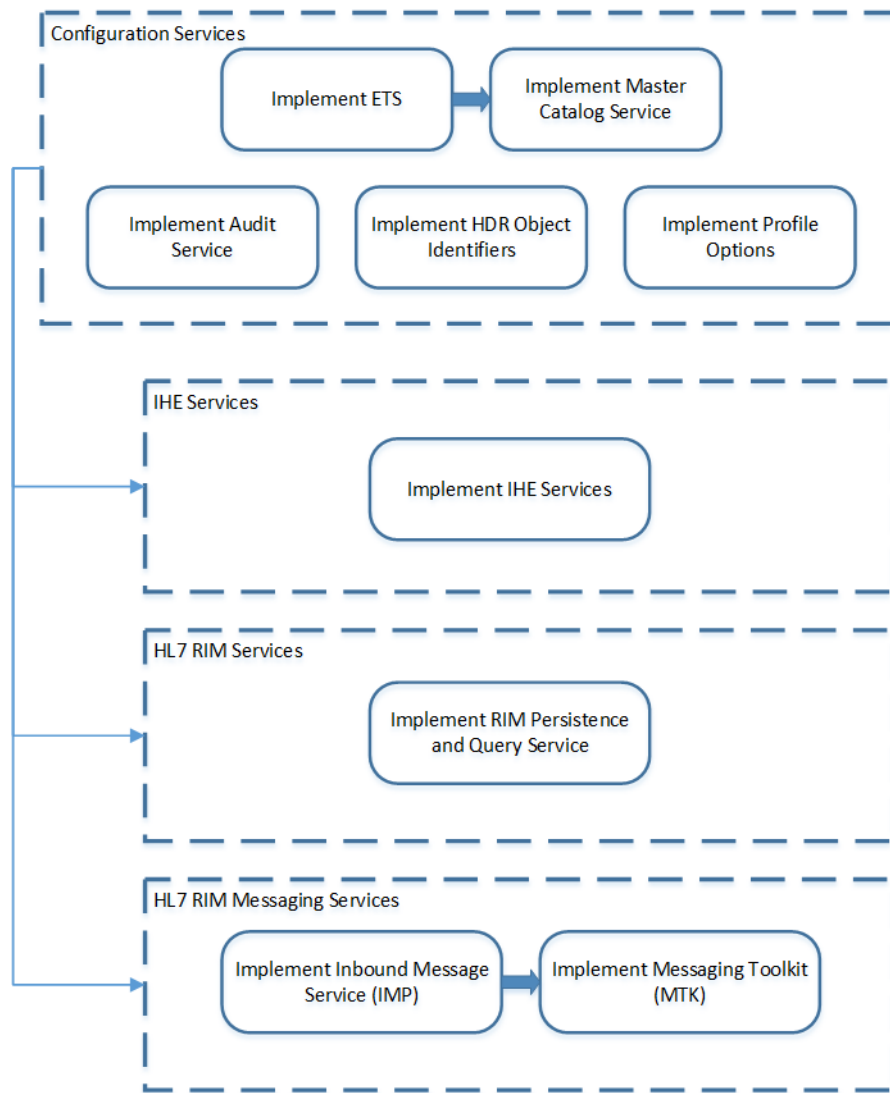 Configuration Services
Implement ETS
Implement Master
Catalog Service
Implement Audit
Service
Implement HDR Object
Identifiers
Implement Profile
Options
IHE Services
Implement IHE Services
HL7 RIM Services
Implement RIM Persistence
and Query Service
HL7 RIM Messaging Services
Implement Inbound Message
Service (IMP)
Implement Messaging Toolkit
(MTK)